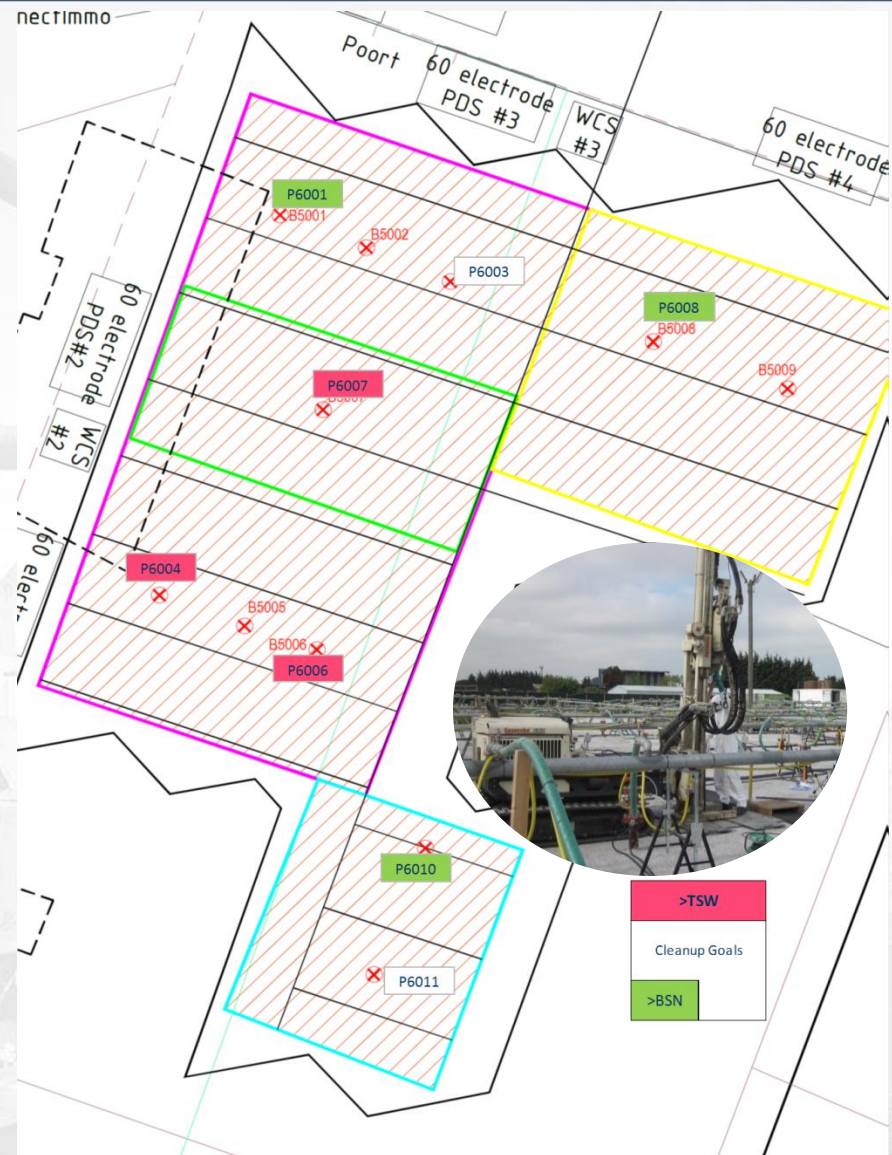 nectimmo
Poort
60 electrode
PDS #3
WCS
#3
60 electrode
PDS #4
P6001
B5001
B5002
P6003
P6008
B5008
B5009
60 electrode
PDS#2
WCS
#2
P6007
P6004
60 electr
B5005
B5006
P6006
P6010
P6011
>TSW
Cleanup Goals
>BSN